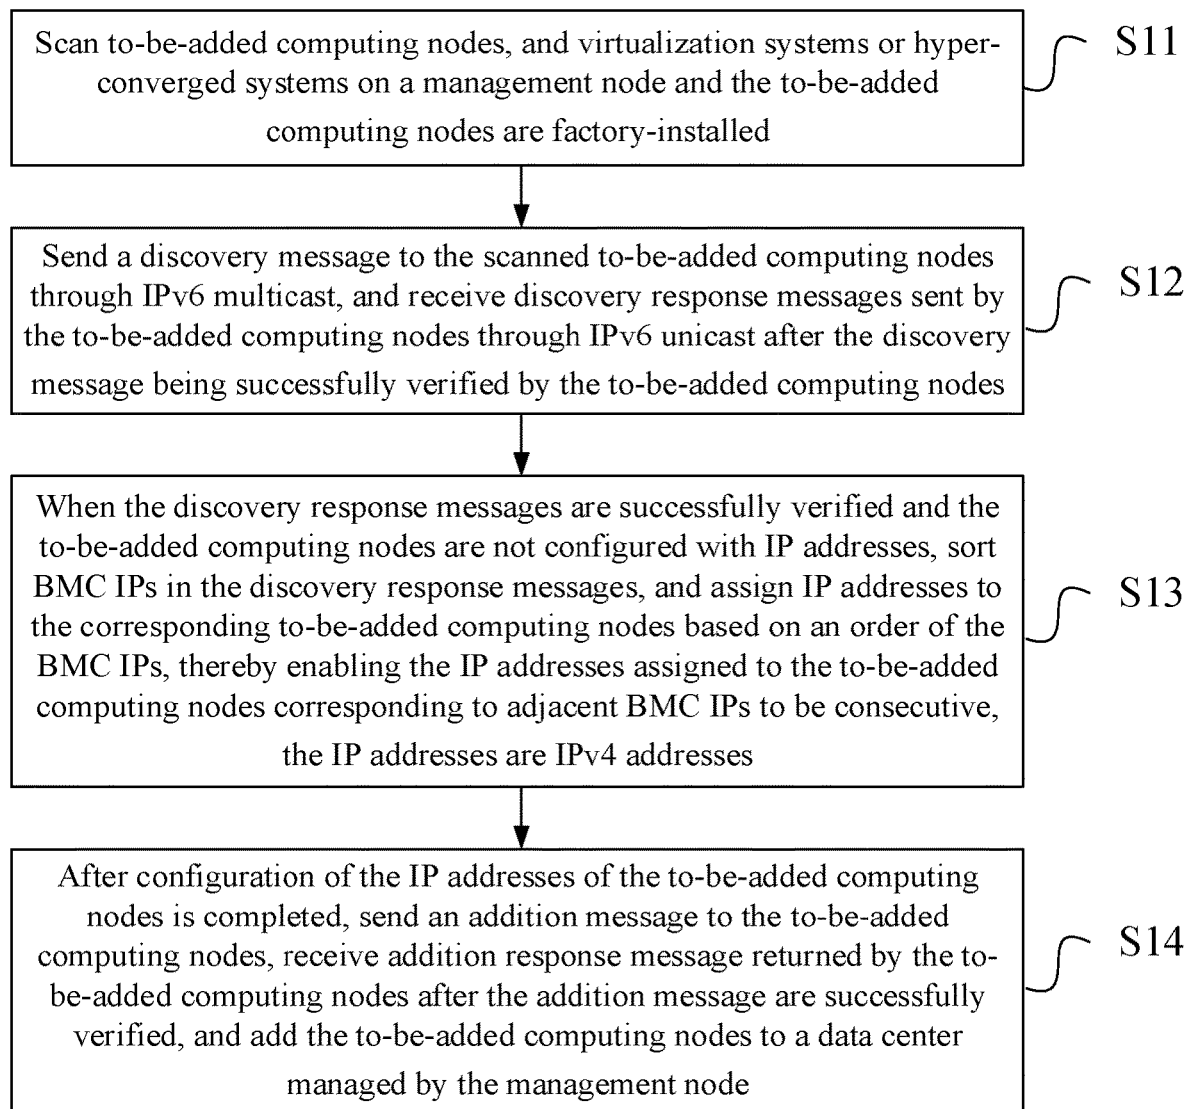 Scan to-be-added computing nodes, and virtualization systems or hyper-
converged systems on a management node and the to-be-added
computing nodes are factory-installed
S11
Send a discovery message to the scanned to-be-added computing nodes
through IPv6 multicast, and receive discovery response messages sent by
the to-be-added computing nodes through IPv6 unicast after the discovery
message being successfully verified by the to-be-added computing nodes
S12
When the discovery response messages are successfully verified and the
to-be-added computing nodes are not configured with IP addresses, sort
BMC IPs in the discovery response messages, and assign IP addresses to
the corresponding to-be-added computing nodes based on an order of the
BMC IPs, thereby enabling the IP addresses assigned to the to-be-added
computing nodes corresponding to adjacent BMC IPs to be consecutive,
the IP addresses are IPv4 addresses
S13
After configuration of the IP addresses of the to-be-added computing
nodes is completed, send an addition message to the to-be-added
computing nodes, receive addition response message returned by the to-
be-added computing nodes after the addition message are successfully
verified, and add the to-be-added computing nodes to a data center
managed by the management node
S14